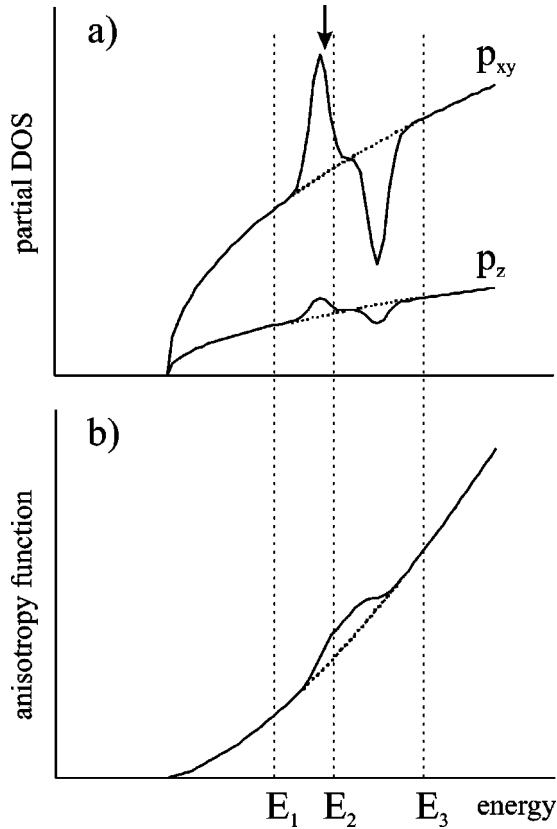 a)
p_xy
partial DOS
p_z
b)
anisotropy function
E_1 E_2 E_3 energy